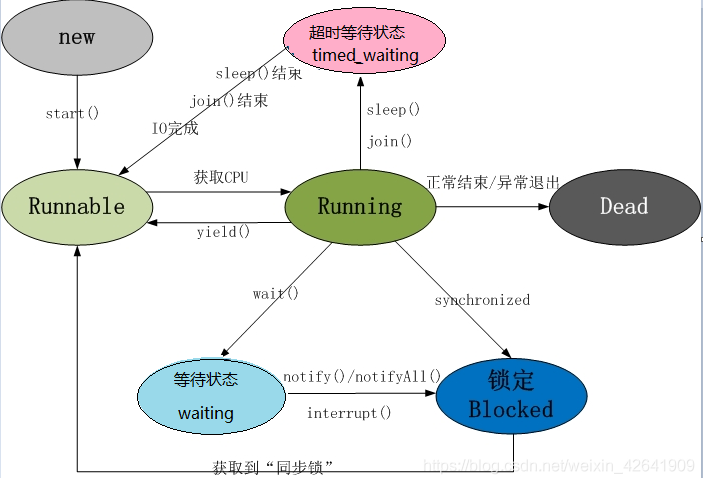 new
超时等待状态
timed_waiting
sleep()结束
join()结束
IO完成
start()
sleep()
join()
Runnable
获取CPU
yield()
Running
正常结束/异常退出
Dead
wait()
synchronized
等待状态
waiting
notify()/notifyAll()
interrupt()
锁定
Blocked
获取到“同步锁”
https://blog.csdn.net/weixin_42641909